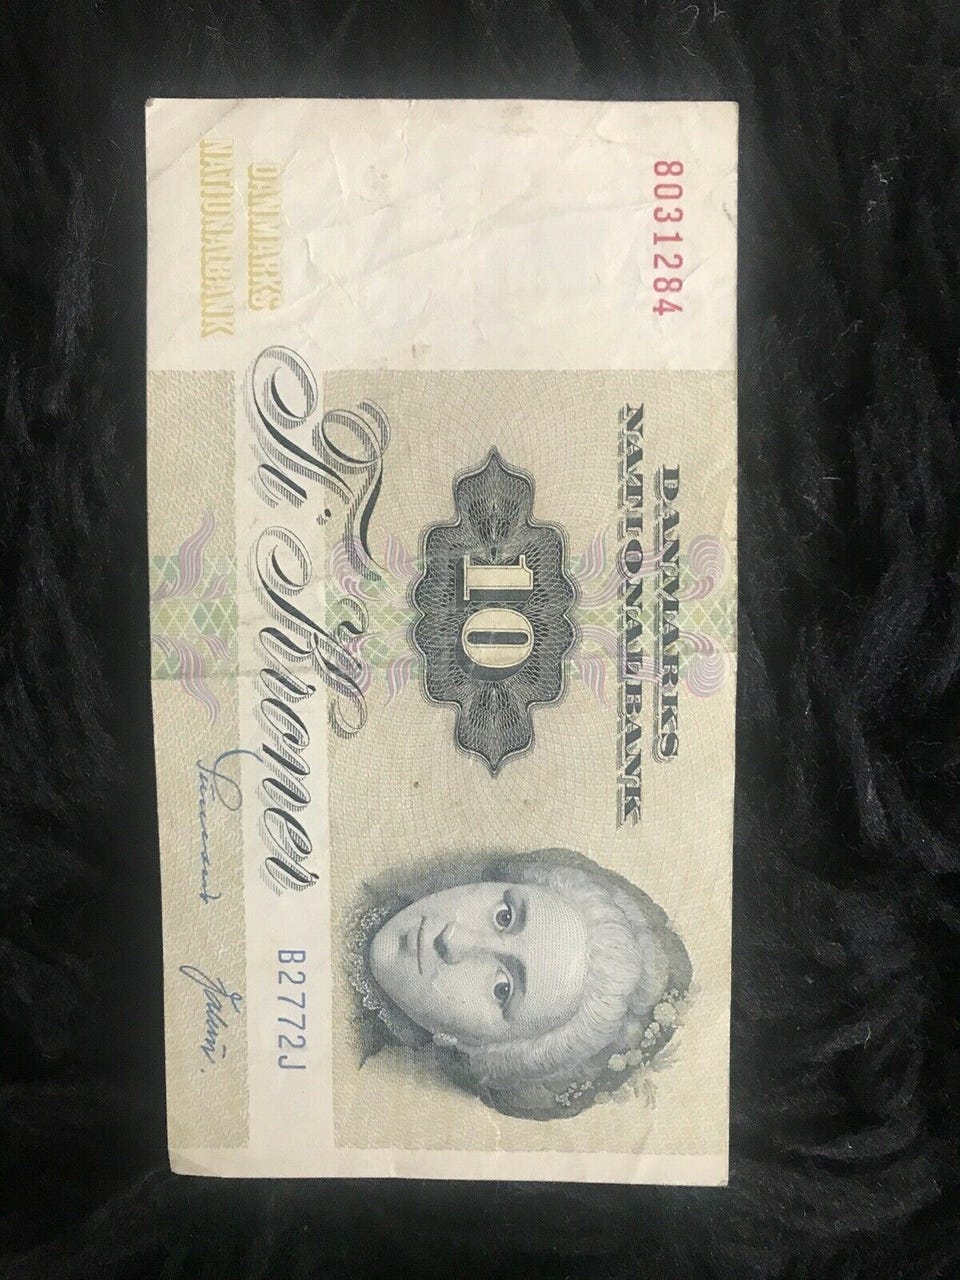 8031284
DANMARKS
NATIONALBANK
DANMARKS
NATIONALBANK
10
Ti Kroner
B2772J